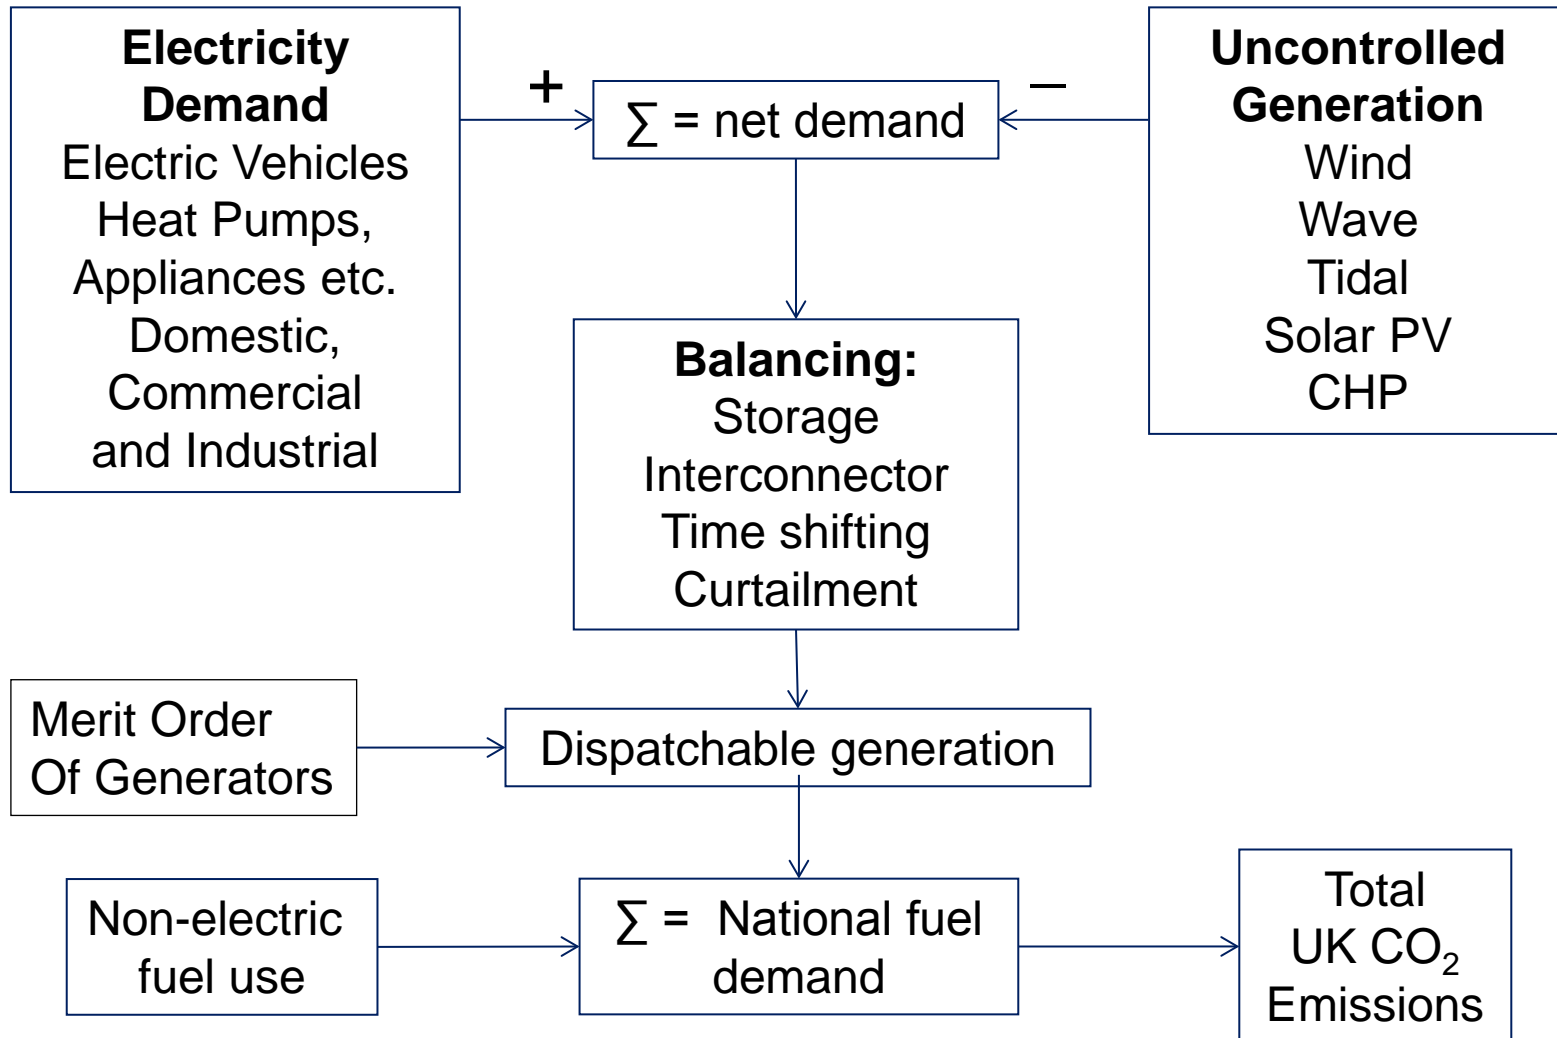 Electricity
Demand
Electric Vehicles
Heat Pumps,
Appliances etc.
Domestic,
Commercial
and Industrial
+
∑ = net demand
–
Uncontrolled
Generation
Wind
Wave
Tidal
Solar PV
CHP
Balancing:
Storage
Interconnector
Time shifting
Curtailment
Merit Order
Of Generators
Dispatchable generation
Non-electric
fuel use
∑ = National fuel
demand
Total
UK CO₂
Emissions